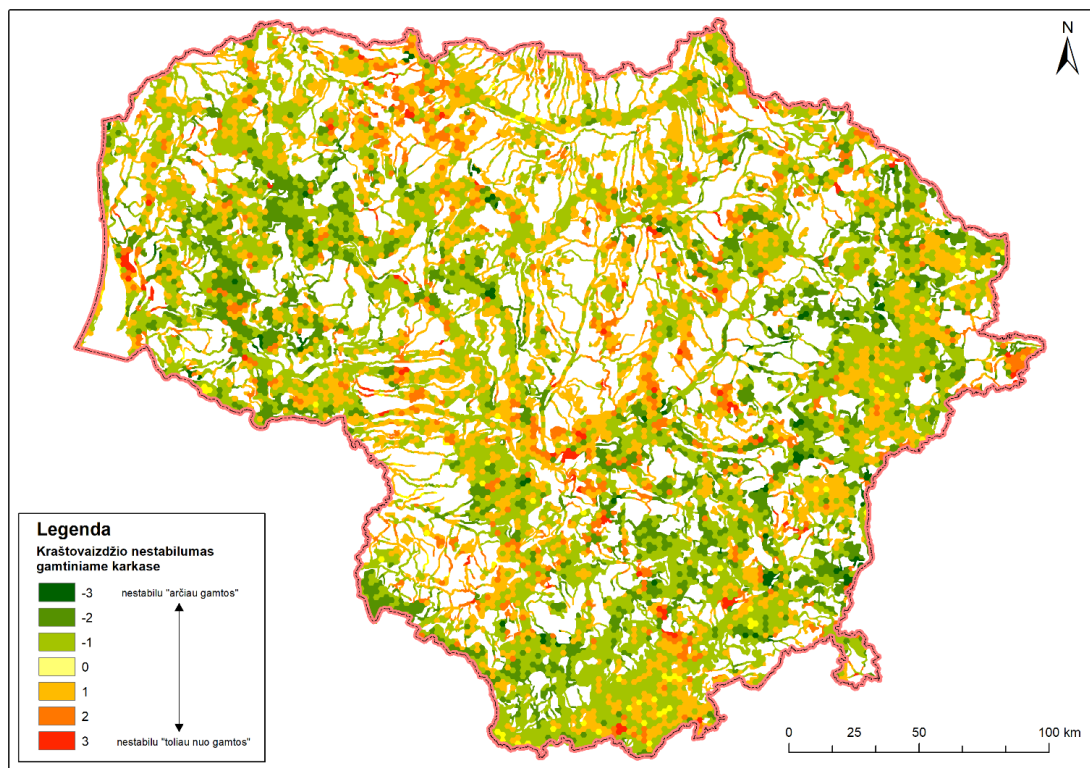 N
Legenda
Kraštovaizdžio nestabilumas
gamtiniame karkase
-3 nestabilu "arčiau gamtos"
-2
-1
0
1
2
3 nestabilu "toliau nuo gamtos"
0 25 50 100 km